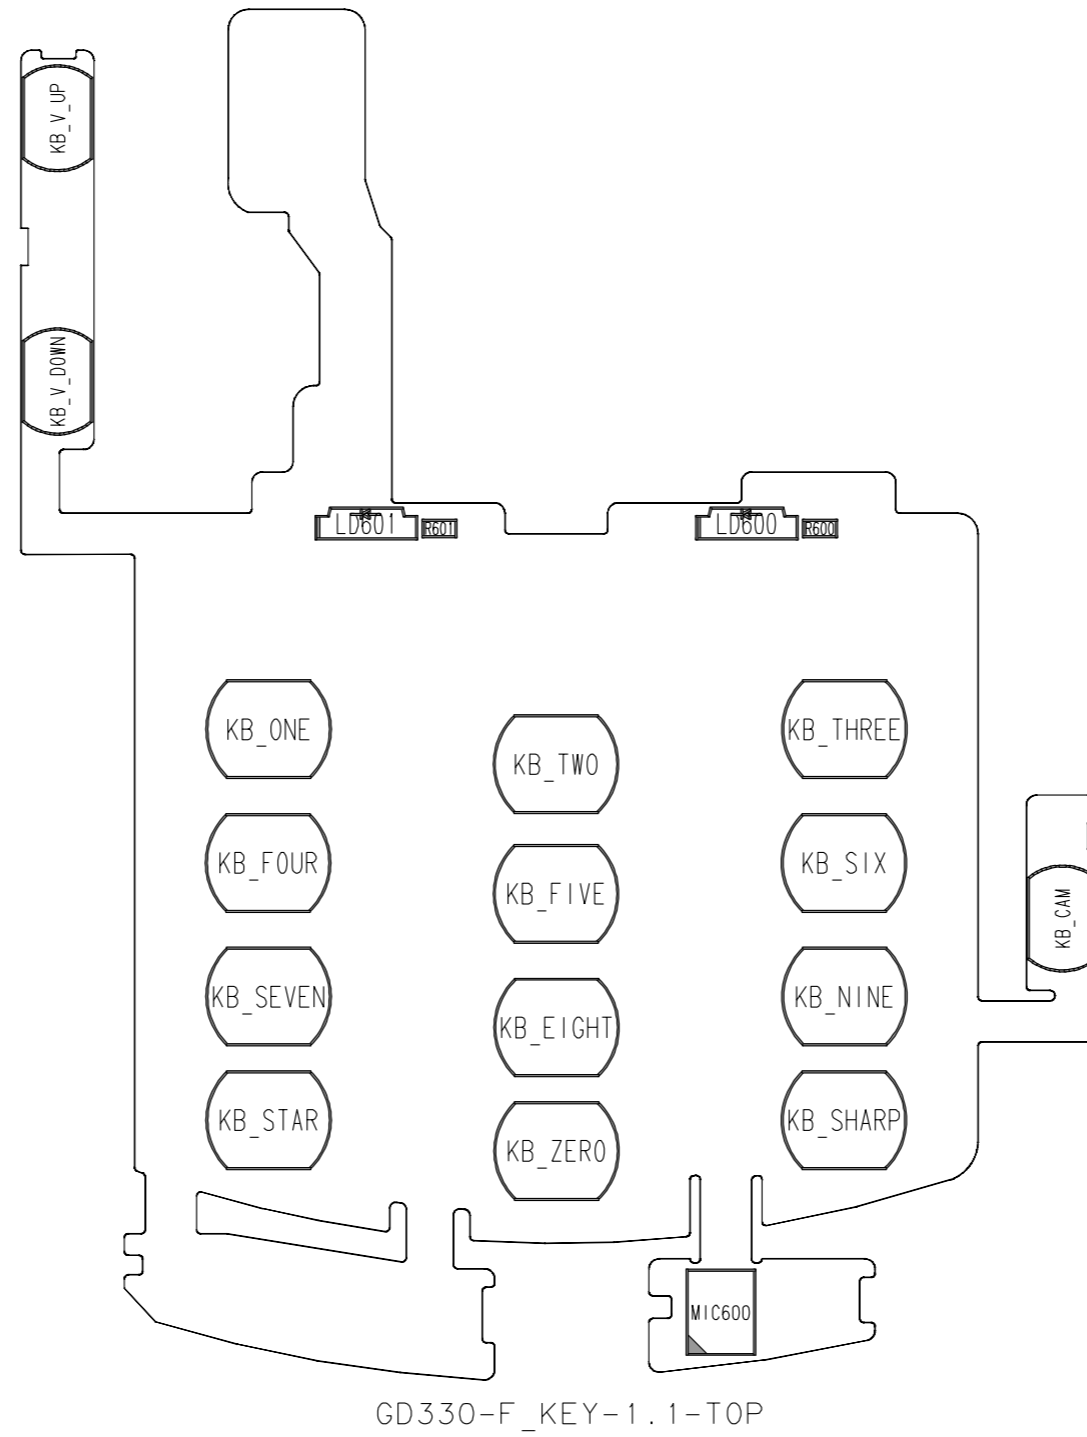 KB_V_UP
KB_V_DOWN
LD601
R601
LD600
R600
KB_ONE
KB_TWO
KB_THREE
KB_FOUR
KB_FIVE
KB_SIX
KB_CAM
KB_SEVEN
KB_EIGHT
KB_NINE
KB_STAR
KB_ZERO
KB_SHARP
MIC600
GD330-F_KEY-1.1-TOP